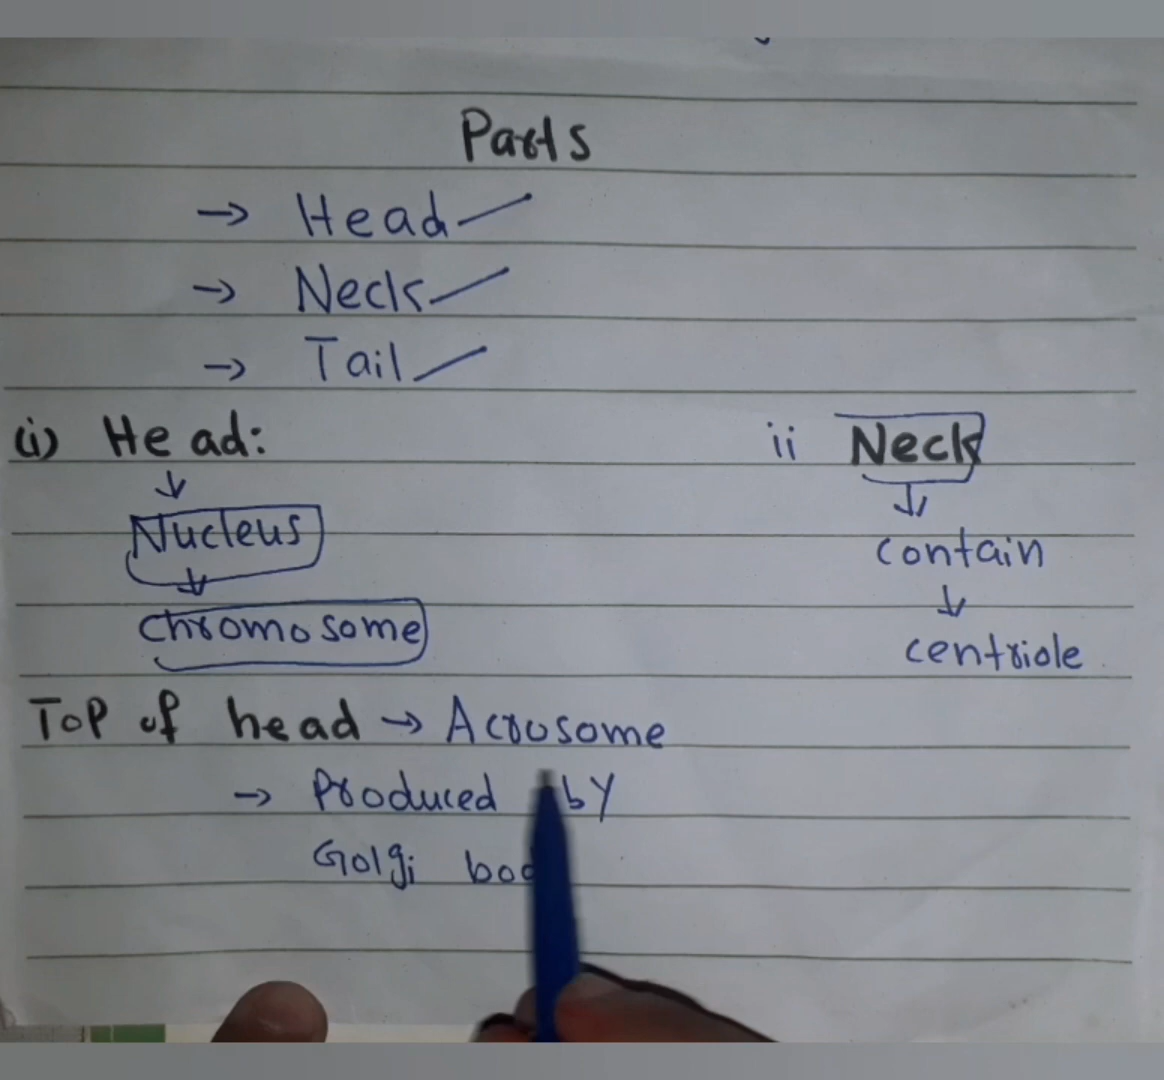 Parts
→ Head
→ Neck
→ Tail
(i) Head:
↓
Nucleus
↓
chromosome
Top of head → Acrosome
→ Produced by
Golgi
ii Neck
↓
contain
↓
centriole